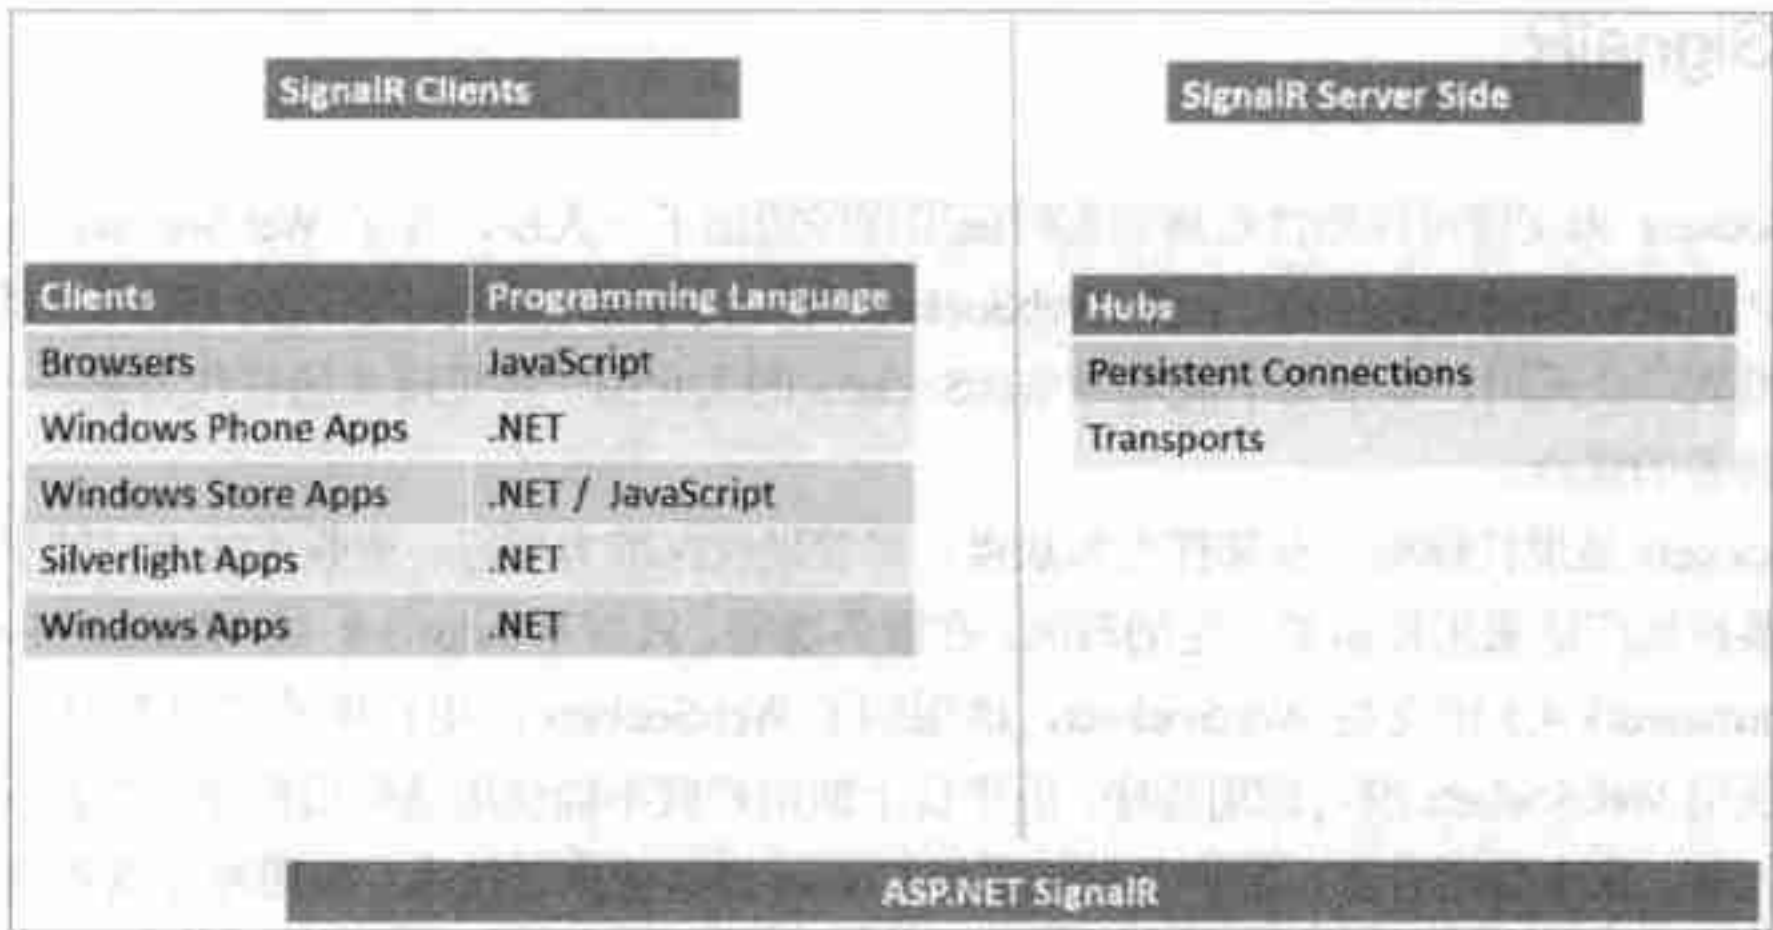 SignalR Clients
SignalR Server Side
Clients Programming Language
Browsers JavaScript
Windows Phone Apps .NET
Windows Store Apps .NET / JavaScript
Silverlight Apps .NET
Windows Apps .NET
Hubs
Persistent Connections
Transports
ASP.NET SignalR